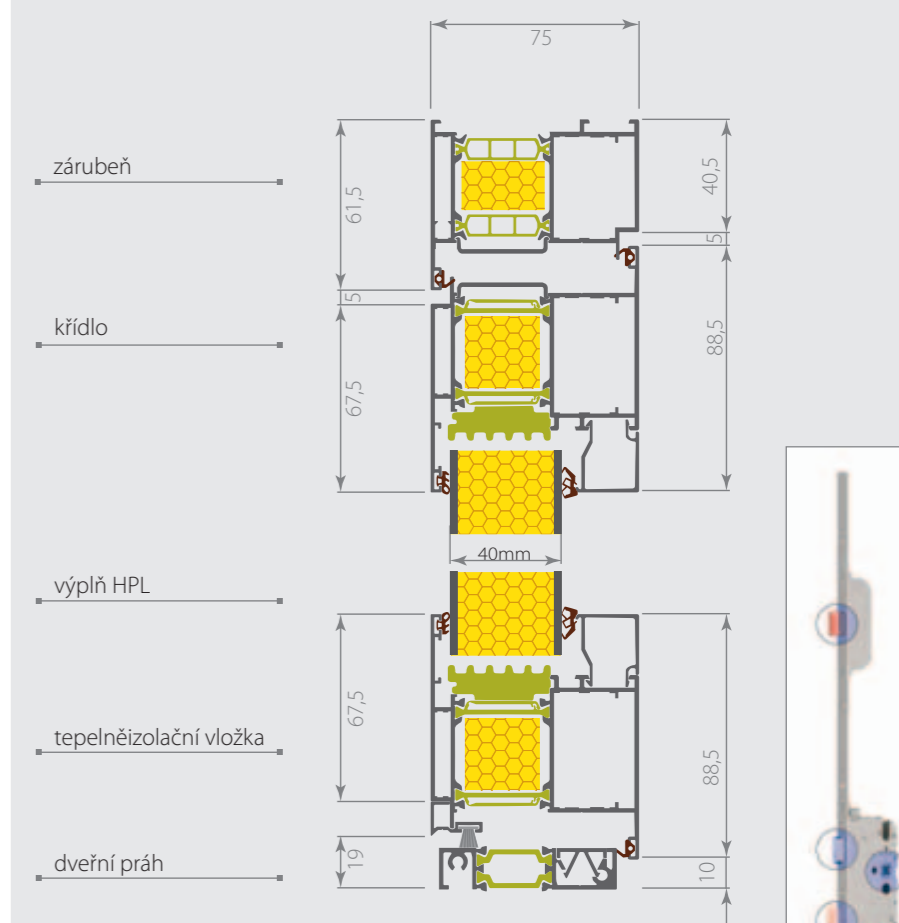 75
zárubeň
61,5
40,5
5
5
křídlo
67,5
88,5
40mm
výplň HPL
67,5
tepelněizolační vložka
88,5
dveřní práh
19
10